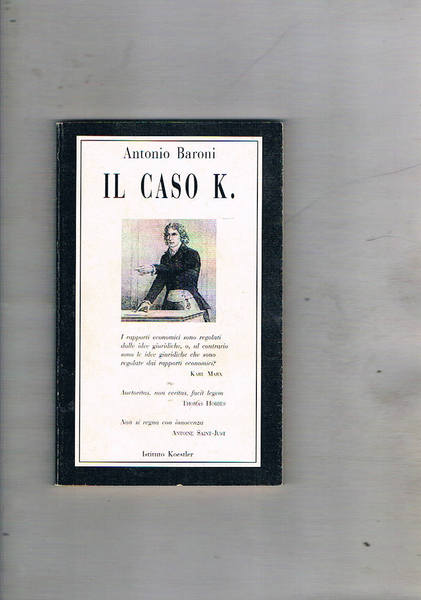 Antonio Baroni
IL CASO K.
I rapporti economici sono regolati
dalle idee giuridiche, o, al contrario
sono le idee giuridiche che sono
regolate dai rapporti economici?
KARL MARX
Auctoritas, non veritas, facit legem
THOMAS HOBBES
Non si regna con innocenza
ANTOINE SAINT-JUST
Istituto Koestler